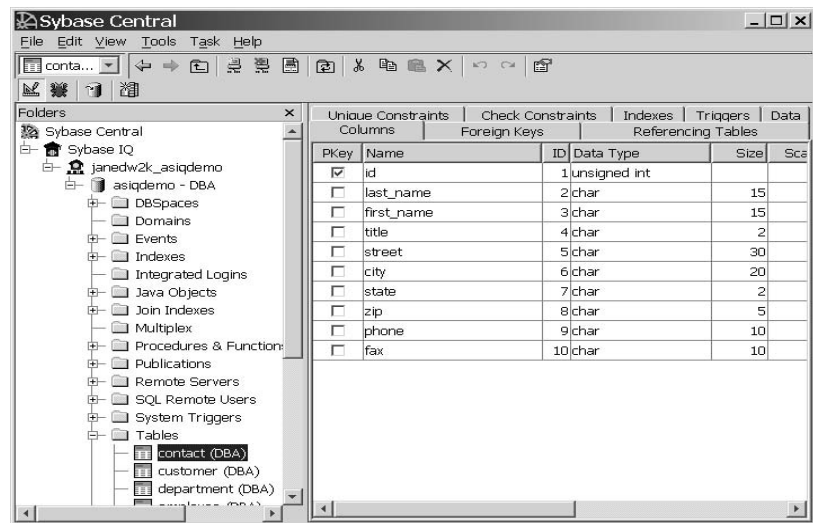 Sybase Central
File Edit View Tools Task Help
conta...
Folders
Sybase Central
Sybase IQ
janedw2k_asiqdemo
asiqdemo - DBA
DBSpaces
Domains
Events
Indexes
Integrated Logins
Java Objects
Join Indexes
Multiplex
Procedures & Function
Publications
Remote Servers
SQL Remote Users
System Triggers
Tables
contact (DBA)
customer (DBA)
department (DBA)
Unique Constraints Check Constraints Indexes Triggers Data
Columns Foreign Keys Referencing Tables
PKey Name ID Data Type Size Sca
id 1 unsigned int
last_name 2 char 15
first_name 3 char 15
title 4 char 2
street 5 char 30
city 6 char 20
state 7 char 2
zip 8 char 5
phone 9 char 10
fax 10 char 10